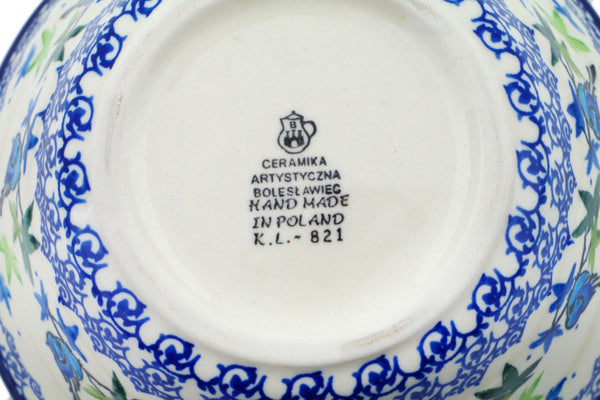 B
CERAMIKA
ARTYSTYCZNA
BOLESŁAWIEC
HAND MADE
IN POLAND
K.L.- 821